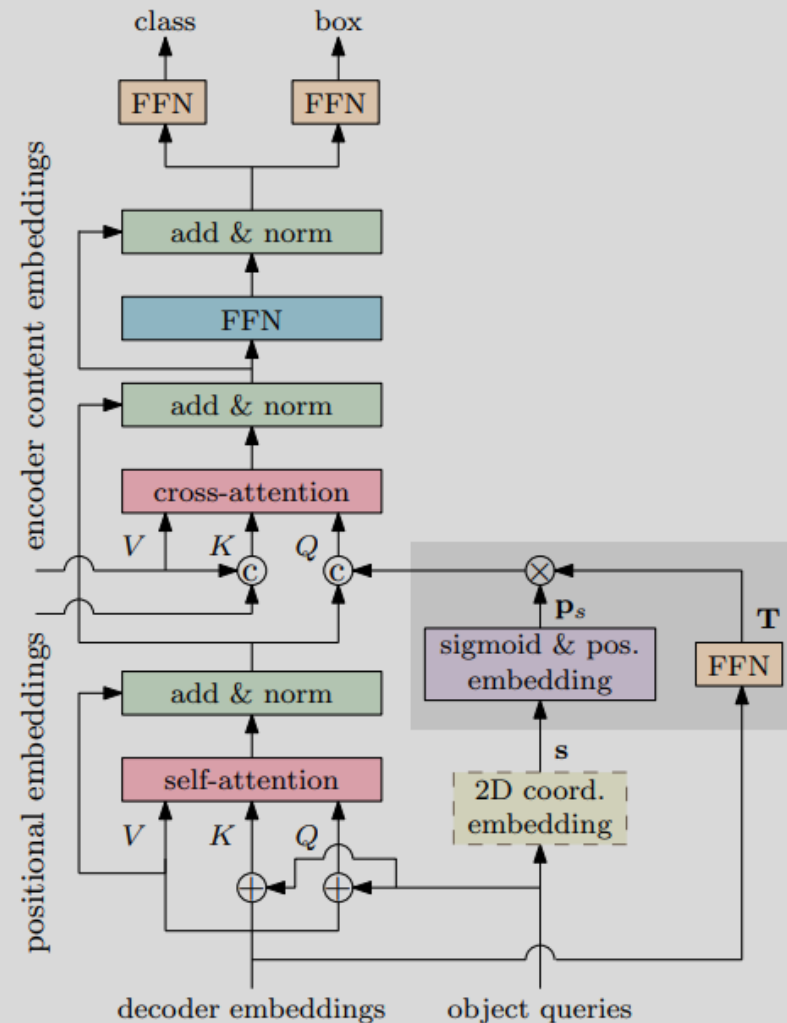 class
box
FFN
FFN
add & norm
FFN
add & norm
cross-attention
V
K
Q
c
c
p_s
T
sigmoid & pos.
embedding
FFN
add & norm
s
self-attention
2D coord.
embedding
V
K
Q
decoder embeddings
object queries
encoder content embeddings
positional embeddings